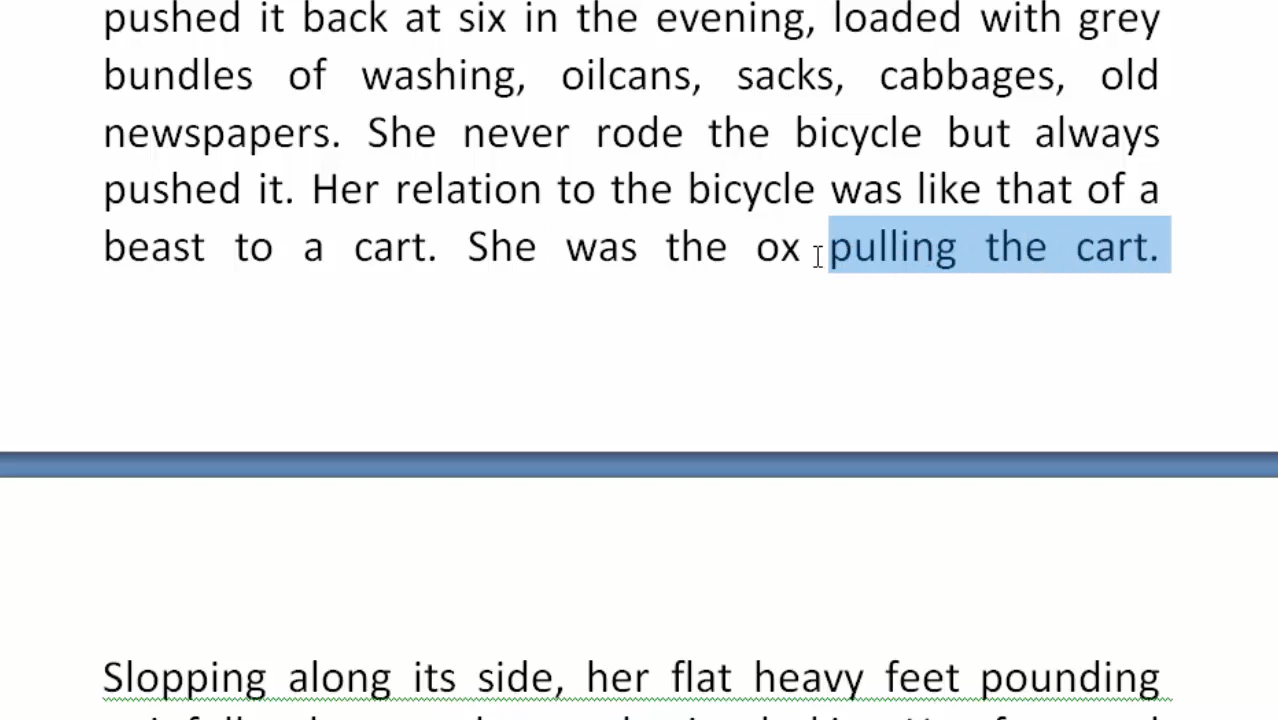 pushed it back at six in the evening, loaded with grey
bundles of washing, oilcans, sacks, cabbages, old
newspapers. She never rode the bicycle but always
pushed it. Her relation to the bicycle was like that of a
beast to a cart. She was the ox pulling the cart.
Slopping along its side, her flat heavy feet pounding